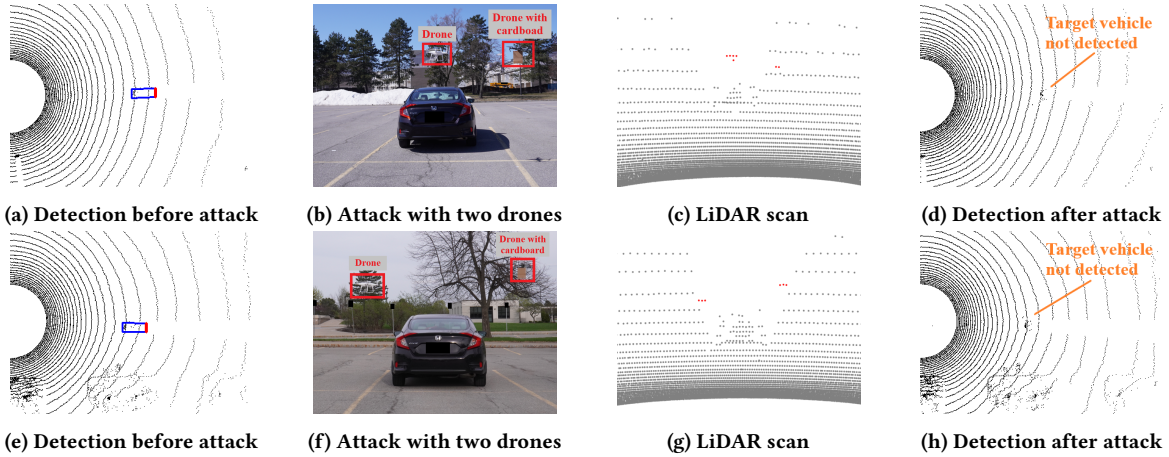 Drone
Drone with
cardboad
Target vehicle
not detected
(a) Detection before attack
(b) Attack with two drones
(c) LiDAR scan
(d) Detection after attack
Drone
Drone with
cardboard
Target vehicle
not detected
(e) Detection before attack
(f) Attack with two drones
(g) LiDAR scan
(h) Detection after attack